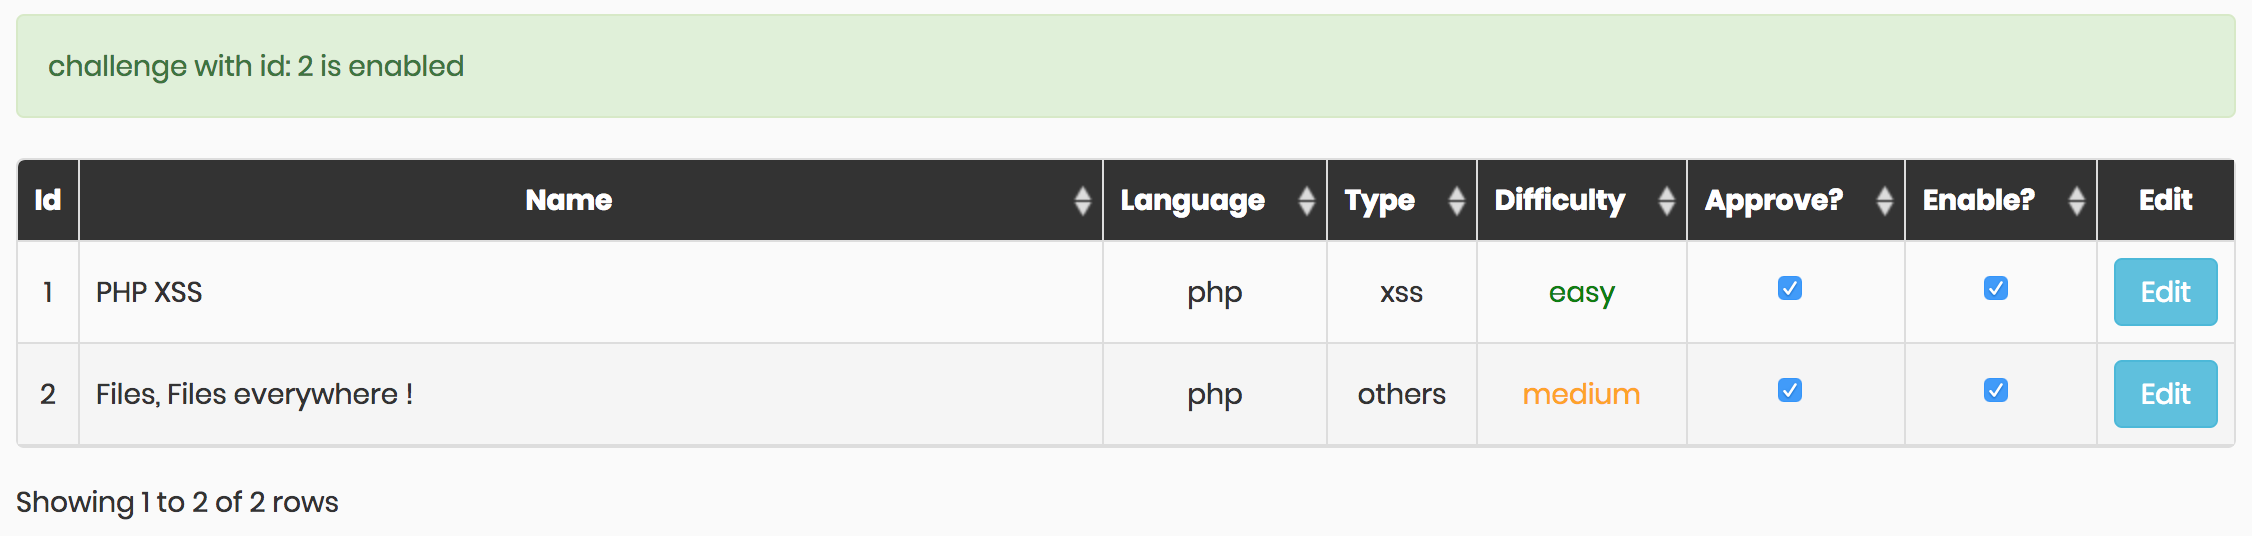 challenge with id: 2 is enabled
Id Name Language Type Difficulty Approve? Enable? Edit
1 PHP XSS php xss easy Edit
2 Files, Files everywhere ! php others medium Edit
Showing 1 to 2 of 2 rows